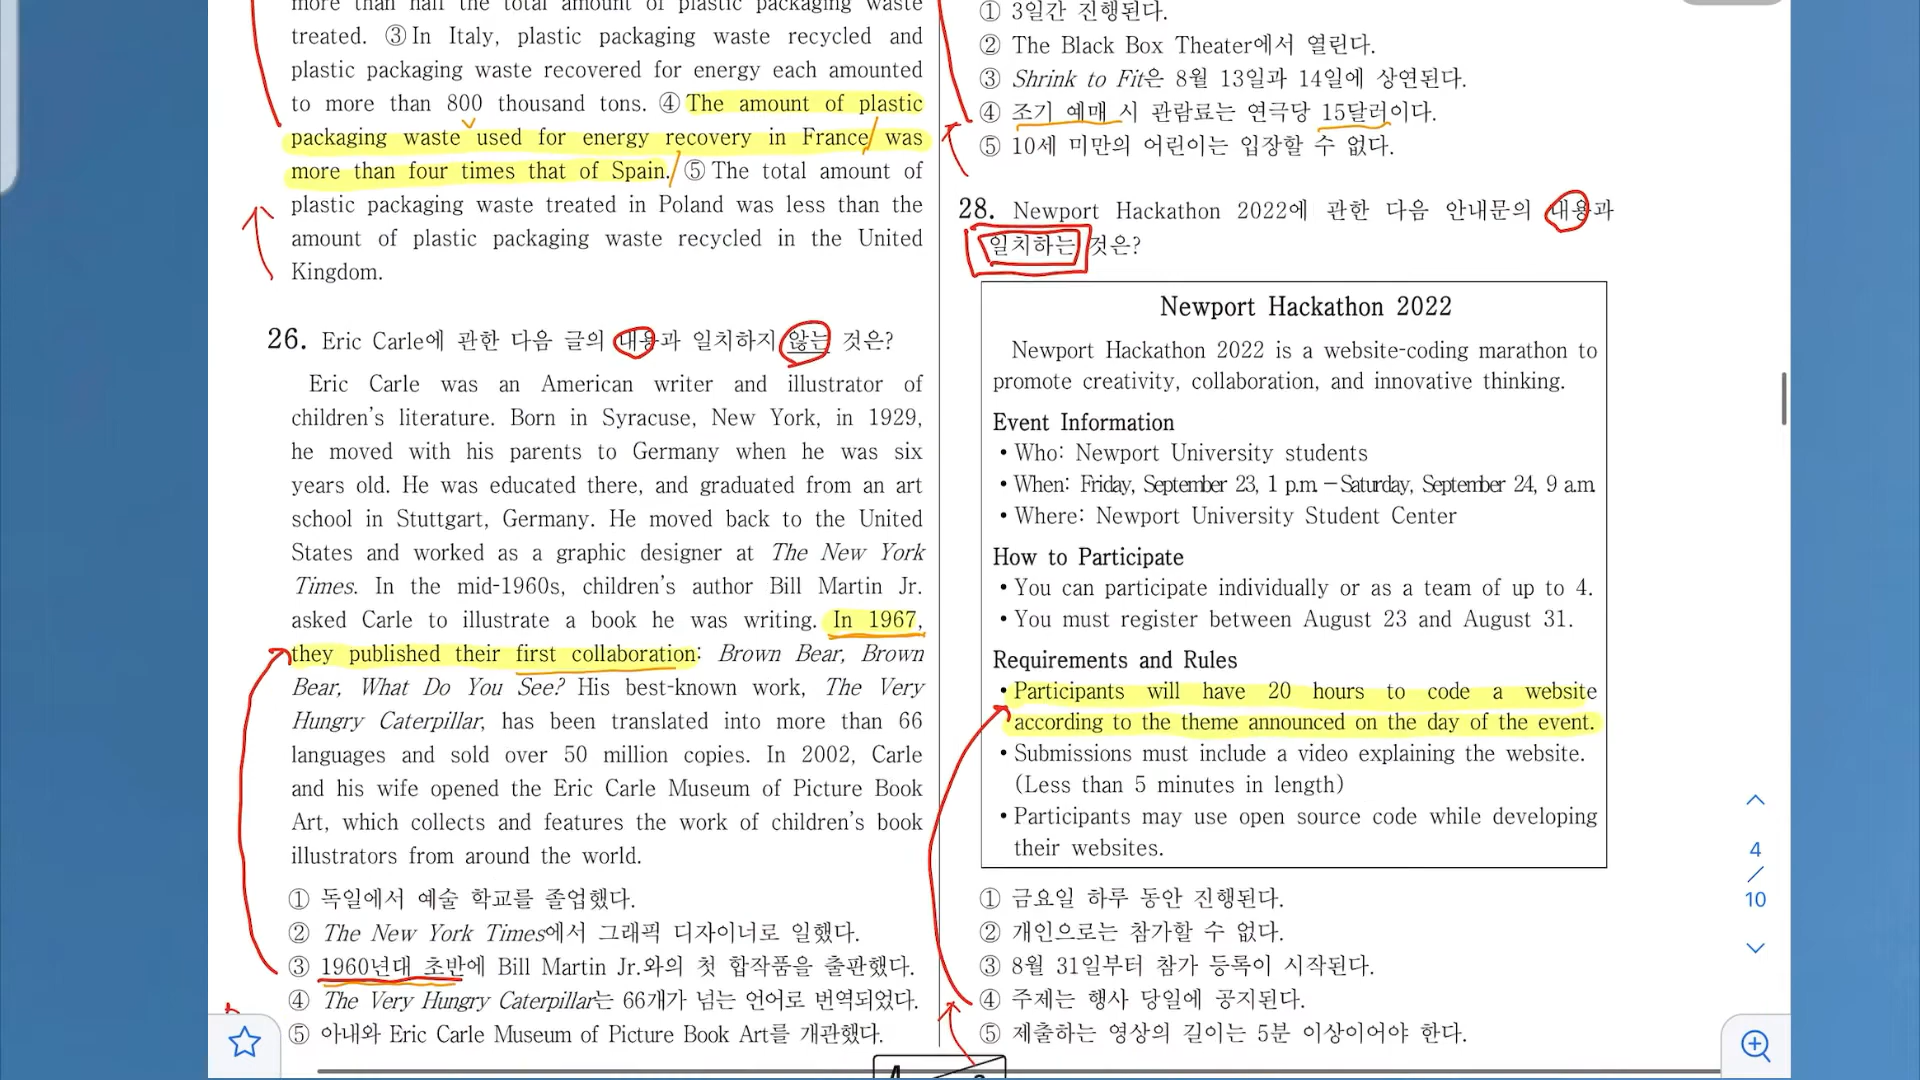 more than half the total amount of plastic packaging waste
treated. ③ In Italy, plastic packaging waste recycled and
plastic packaging waste recovered for energy each amounted
to more than 800 thousand tons. ④ The amount of plastic
packaging waste used for energy recovery in France was
more than four times that of Spain. ⑤ The total amount of
plastic packaging waste treated in Poland was less than the
amount of plastic packaging waste recycled in the United
Kingdom.
26. Eric Carle에 관한 다음 글의 내용과 일치하지 않는 것은?
Eric Carle was an American writer and illustrator of
children's literature. Born in Syracuse, New York, in 1929,
he moved with his parents to Germany when he was six
years old. He was educated there, and graduated from an art
school in Stuttgart, Germany. He moved back to the United
States and worked as a graphic designer at The New York
Times. In the mid-1960s, children's author Bill Martin Jr.
asked Carle to illustrate a book he was writing. In 1967,
they published their first collaboration: Brown Bear, Brown
Bear, What Do You See? His best-known work, The Very
Hungry Caterpillar, has been translated into more than 66
languages and sold over 50 million copies. In 2002, Carle
and his wife opened the Eric Carle Museum of Picture Book
Art, which collects and features the work of children's book
illustrators from around the world.
① 독일에서 예술 학교를 졸업했다.
② The New York Times에서 그래픽 디자이너로 일했다.
③ 1960년대 초반에 Bill Martin Jr.와의 첫 합작품을 출판했다.
④ The Very Hungry Caterpillar는 66개가 넘는 언어로 번역되었다.
⑤ 아내와 Eric Carle Museum of Picture Book Art를 개관했다.
① 3일간 진행된다.
② The Black Box Theater에서 열린다.
③ Shrink to Fit은 8월 13일과 14일에 상연된다.
④ 조기 예매 시 관람료는 연극당 15달러이다.
⑤ 10세 미만의 어린이는 입장할 수 없다.
28. Newport Hackathon 2022에 관한 다음 안내문의 내용과
일치하는 것은?
Newport Hackathon 2022
Newport Hackathon 2022 is a website-coding marathon to
promote creativity, collaboration, and innovative thinking.
Event Information
• Who: Newport University students
• When: Friday, September 23, 1 p.m. – Saturday, September 24, 9 a.m.
• Where: Newport University Student Center
How to Participate
• You can participate individually or as a team of up to 4.
• You must register between August 23 and August 31.
Requirements and Rules
• Participants will have 20 hours to code a website
according to the theme announced on the day of the event.
• Submissions must include a video explaining the website.
(Less than 5 minutes in length)
• Participants may use open source code while developing
their websites.
① 금요일 하루 동안 진행된다.
② 개인으로는 참가할 수 없다.
③ 8월 31일부터 참가 등록이 시작된다.
④ 주제는 행사 당일에 공지된다.
⑤ 제출하는 영상의 길이는 5분 이상이어야 한다.
4
/
10